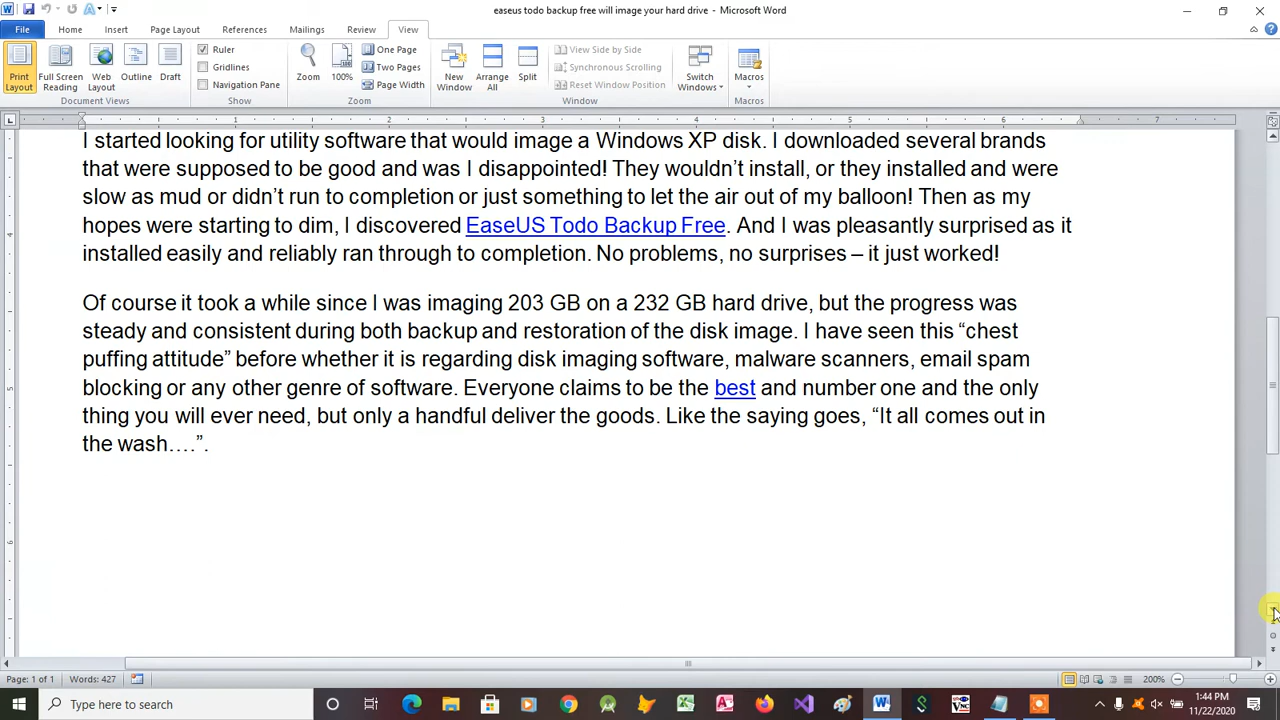 easeus todo backup free will image your hard drive - Microsoft Word
File Home Insert Page Layout References Mailings Review View
Print Layout
Full Screen Reading
Web Layout
Outline
Draft
Document Views
Ruler
Gridlines
Navigation Pane
Show
Zoom
100%
One Page
Two Pages
Page Width
Zoom
New Window
Arrange All
Split
View Side by Side
Synchronous Scrolling
Reset Window Position
Window
Switch Windows
Macros
Macros
1 2 3 4 5 6 7
I started looking for utility software that would image a Windows XP disk. I downloaded several brands
that were supposed to be good and was I disappointed! They wouldn’t install, or they installed and were
slow as mud or didn’t run to completion or just something to let the air out of my balloon! Then as my
hopes were starting to dim, I discovered EaseUS Todo Backup Free. And I was pleasantly surprised as it
installed easily and reliably ran through to completion. No problems, no surprises – it just worked!
Of course it took a while since I was imaging 203 GB on a 232 GB hard drive, but the progress was
steady and consistent during both backup and restoration of the disk image. I have seen this “chest
puffing attitude” before whether it is regarding disk imaging software, malware scanners, email spam
blocking or any other genre of software. Everyone claims to be the best and number one and the only
thing you will ever need, but only a handful deliver the goods. Like the saying goes, “It all comes out in
the wash….”.
Page: 1 of 1 Words: 427 200%
Type here to search
1:44 PM
11/22/2020